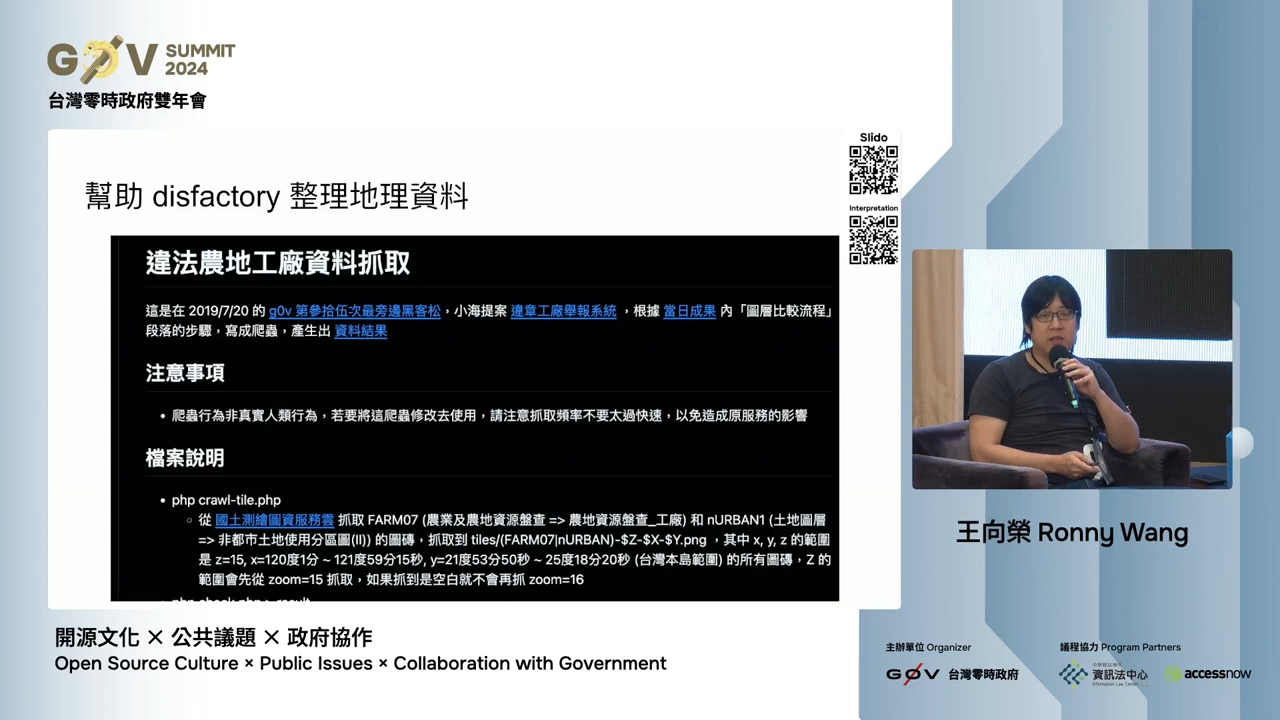 G0V SUMMIT 2024
台灣零時政府雙年會
Slido
Interpretation
幫助 disfactory 整理地理資料
違法農地工廠資料抓取
這是在 2019/7/20 的 g0v 第參拾伍次最旁邊黑客松，小海提案 違章工廠舉報系統 ，根據 當日成果 內「圖層比較流程」
段落的步驟，寫成爬蟲，產生出 資料結果
注意事項
• 爬蟲行為非真實人類行為，若要將這爬蟲修改去使用，請注意抓取頻率不要太過快速，以免造成原服務的影響
檔案說明
• php crawl-tile.php
○ 從 國土測繪圖資服務雲 抓取 FARM07 (農業及農地資源盤查 => 農地資源盤查_工廠) 和 nURBAN1 (土地圖層
=> 非都市土地使用分區圖(II)) 的圖磚，抓取到 tiles/(FARM07|nURBAN)-$Z-$X-$Y.png ，其中 x, y, z 的範圍
是 z=15, x=120度1分 ~ 121度59分15秒, y=21度53分50秒 ~ 25度18分20秒 (台灣本島範圍) 的所有圖磚，Z 的
範圍會先從 zoom=15 抓取，如果抓到是空白就不會再抓 zoom=16
• php check.php > result
王向榮 Ronny Wang
開源文化 × 公共議題 × 政府協作
Open Source Culture × Public Issues × Collaboration with Government
主辦單位 Organizer
G0V 台灣零時政府
議程協力 Program Partners
資訊法中心
Information Law Center
accessnow